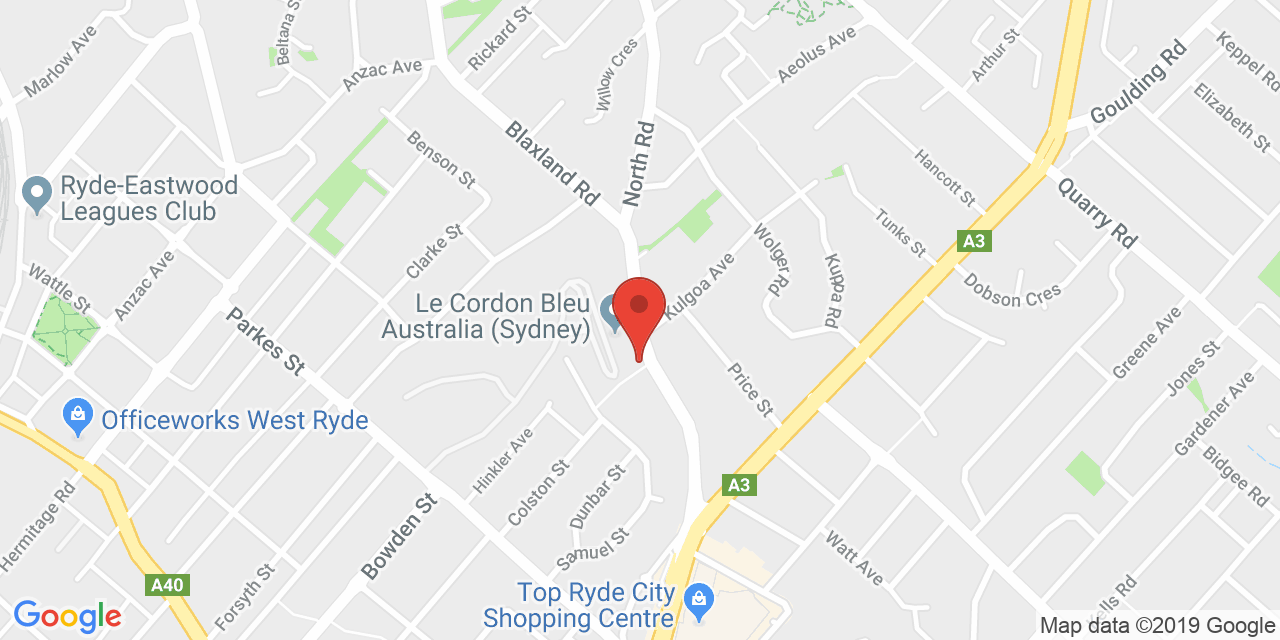 Marlow Ave
Beltana S
Rickard St
Anzac Ave
Willow Cres
Aeolus Ave
Arthur St
Goulding Rd
Keppel Rd
Elizabeth St
Benson St
Blaxland Rd
North Rd
Hancott St
Quarry Rd
Ryde-Eastwood
Leagues Club
Clarke St
Wolger Rd
Tunks St
A3
Kupna Rd
Dobson Cres
Wattle St
Anzac Ave
Kulgoa Ave
Le Cordon Bleu
Australia (Sydney)
Parkes St
Greene Ave
Jones St
Price St
Gardener Ave
Officeworks West Ryde
Hinkler Ave
Colston St
Dunbar St
A3
Bidgee Rd
Hermitage Rd
Bowden St
Samuel St
Watt Ave
A40
Forsyth St
Top Ryde City
Shopping Centre
ells Rd
Google
Map data ©2019 Google